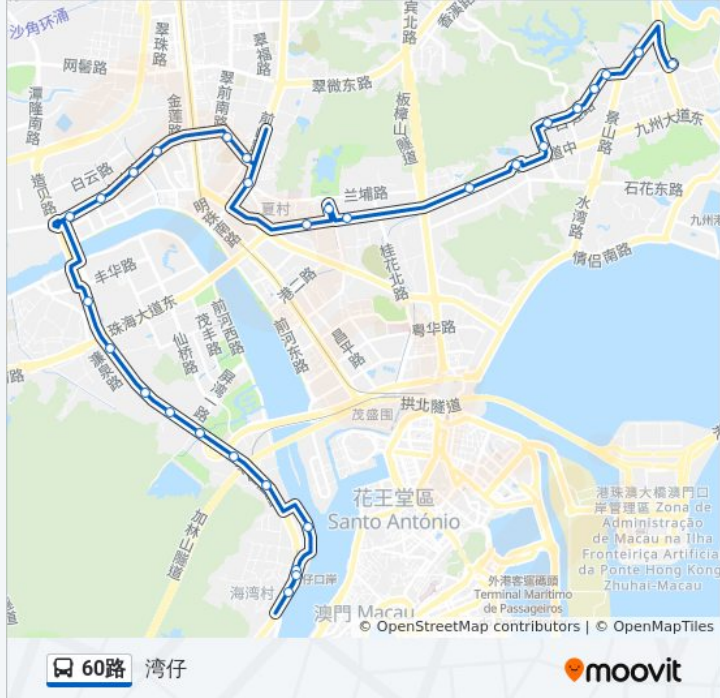 沙角环涌
翠珠路
翠福路
宾北路
香溪路
网髻路
翠微东路
翠前南路
金莲路
潭隆南路
前
板樟山隧道
景山路
九州大道东
道中
白云路
造贝路
兰埔路
夏村
石花东路
水湾路
九州港
明珠南路
桂花北路
情侣南路
丰华路
港二路
珠海大道东
前河西路
茂丰路
仙桥路
前河东路
昌平路
粤华路
屏湾一路
拱北隧道
茂盛围
花王堂區
Santo António
港珠澳大橋澳門口
岸管理區 Zona de
Administração
de Macau na Ilha
Fronteiriça Artificia
da Ponte Hong Kong
Zhuhai-Macau
加林山隧道
仔口岸
海湾村
外港客運碼頭
Terminal Marítimo
de Passageiros
澳門 Macau
© OpenStreetMap contributors | © OpenMapTiles
60路 湾仔
moovit